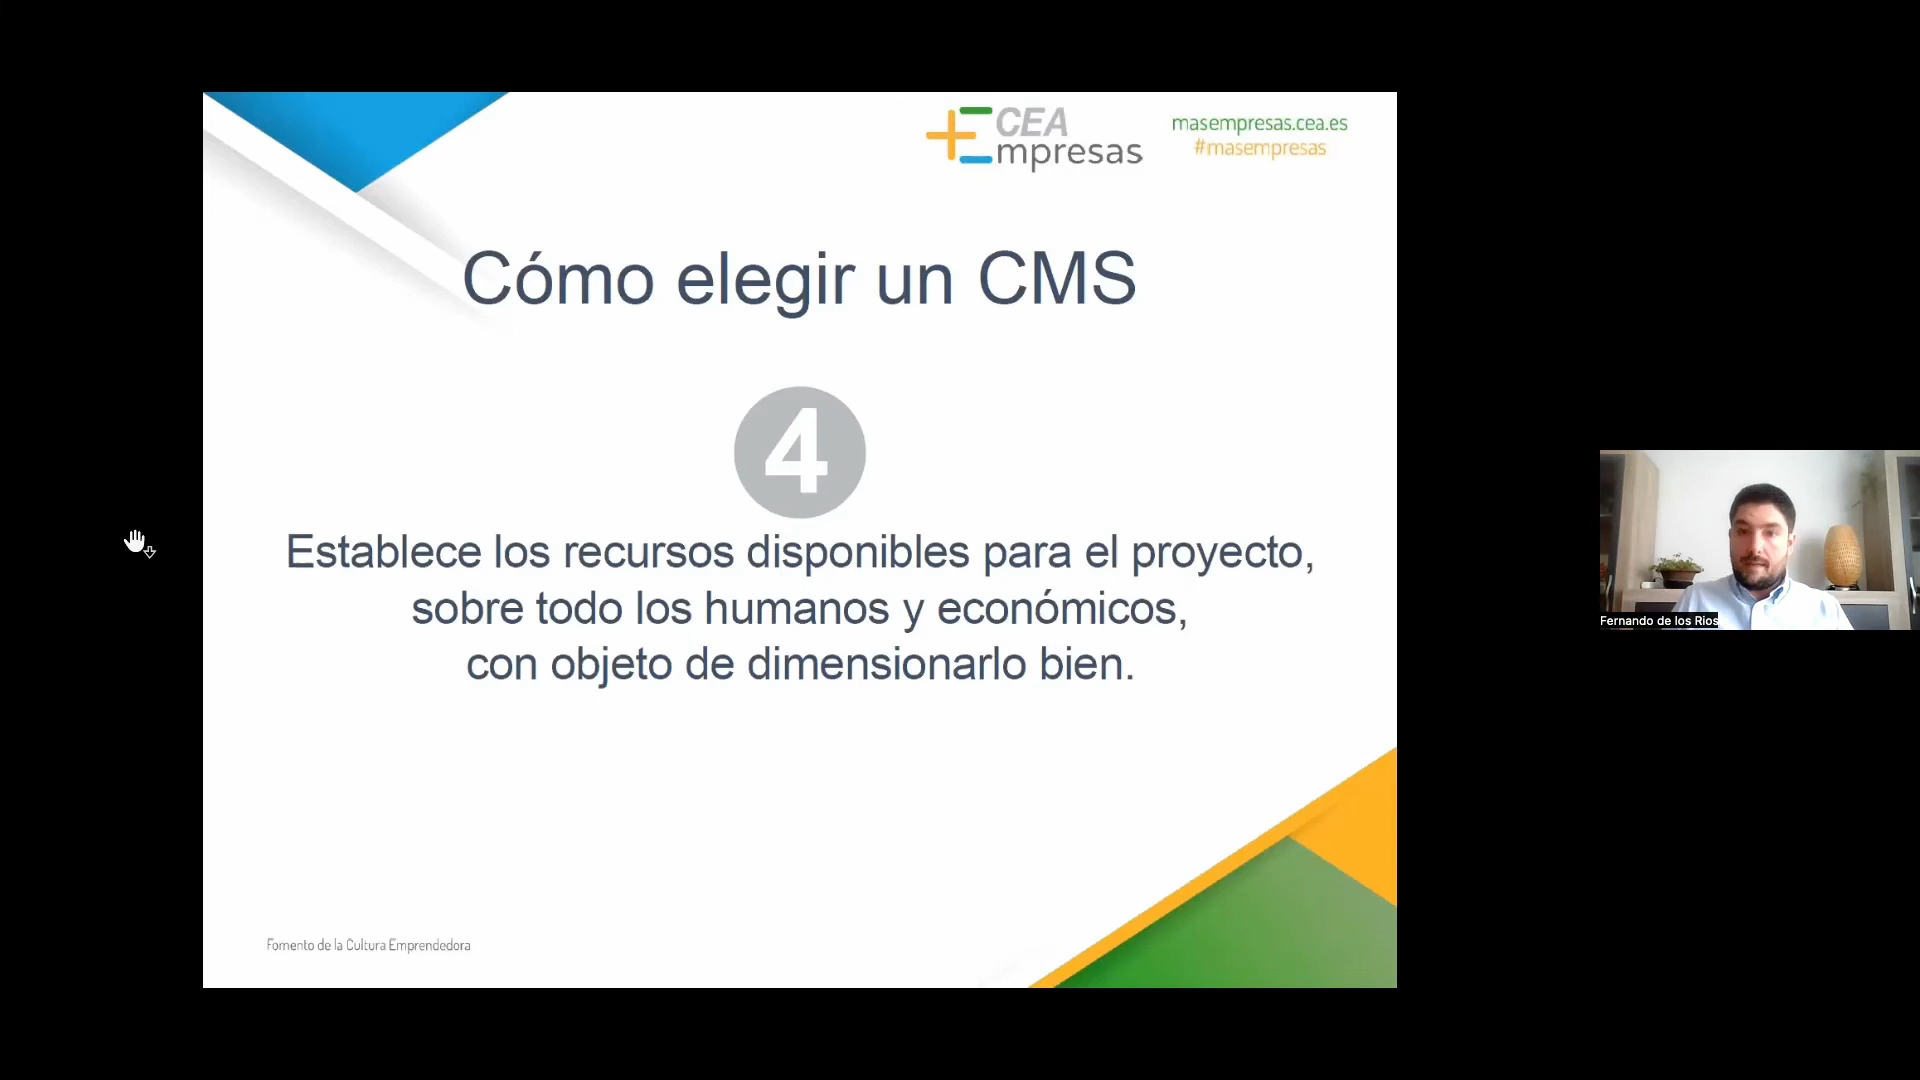 CEA
Empresas
masempresas.cea.es
#masempresas
Cómo elegir un CMS
4
Establece los recursos disponibles para el proyecto,
sobre todo los humanos y económicos,
con objeto de dimensionarlo bien.
Fernando de los Rios
Fomento de la Cultura Emprendedora